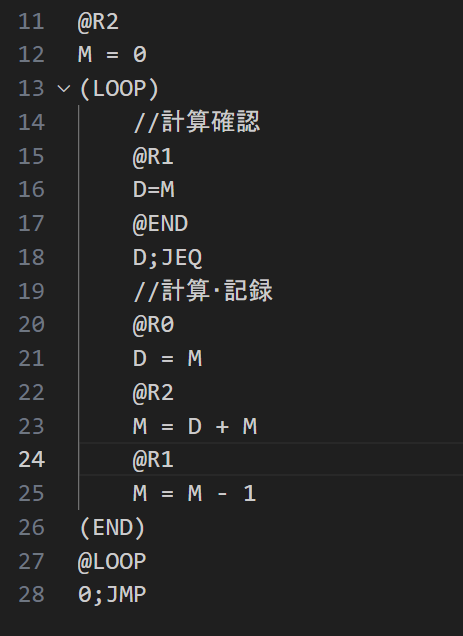 11 @R2
12 M = 0
13 (LOOP)
14     //計算確認
15     @R1
16     D=M
17     @END
18     D;JEQ
19     //計算・記録
20     @R0
21     D = M
22     @R2
23     M = D + M
24     @R1
25     M = M - 1
26 (END)
27 @LOOP
28 0;JMP